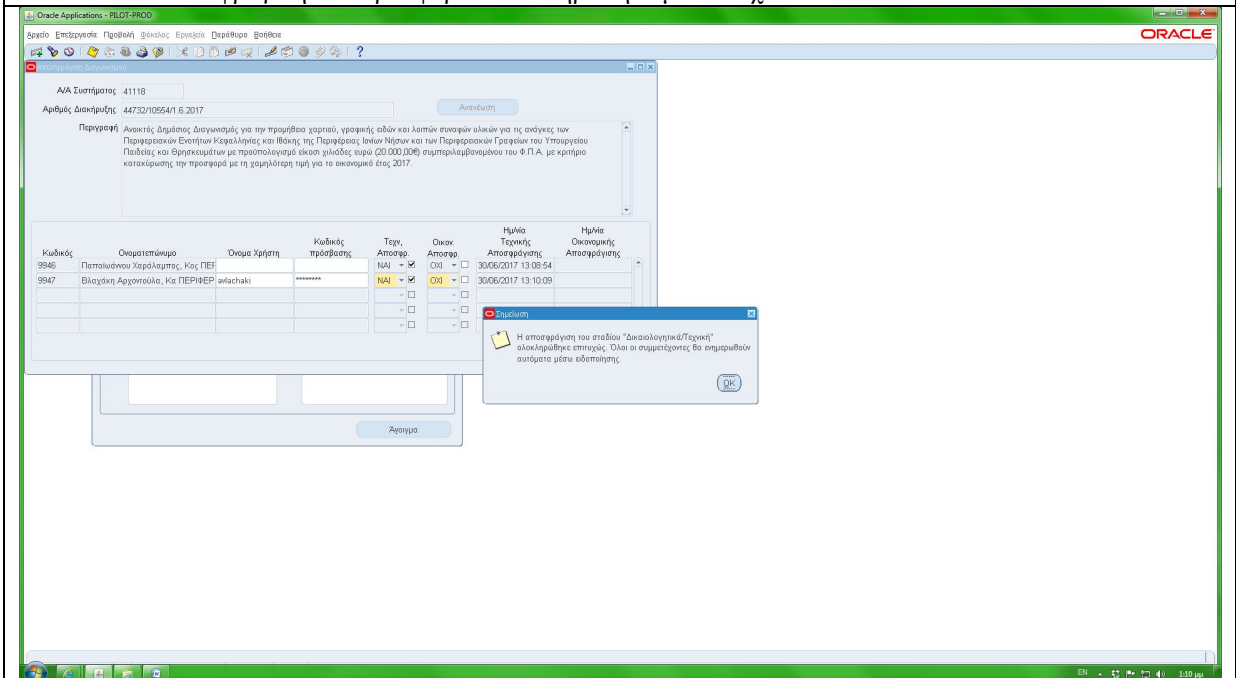 Oracle Applications - PILOT-PROD
Αρχείο Επεξεργασία Προβολή Φάκελος Εργαλεία Παράθυρο Βοήθεια
ORACLE
Αποσφράγιση Διαγωνισμού
Α/Α Συστήματος 41118
Αριθμός Διακήρυξης 44732/10554/1.6.2017
Ανανέωση
Περιγραφή Ανοικτός Δημόσιος Διαγωνισμός για την προμήθεια χαρτιού, γραφικής ειδών και λοιπών συναφών υλικών για τις ανάγκες των
Περιφερειακών Ενοτήτων Κεφαλληνίας και Ιθάκης της Περιφέρειας Ιονίων Νήσων και των Περιφερειακών Γραφείων του Υπουργείου
Παιδείας και Θρησκευμάτων με προϋπολογισμό είκοσι χιλιάδες ευρώ (20.000,00€) συμπεριλαμβανομένου του Φ.Π.Α. με κριτήριο
κατακύρωσης την προσφορά με τη χαμηλότερη τιμή για το οικονομικό έτος 2017.
Κωδικός Ονοματεπώνυμο Όνομα Χρήστη Κωδικός πρόσβασης Τεχν. Αποσφρ. Οικον. Αποσφρ. Ημ/νία Τεχνικής Αποσφράγισης Ημ/νία Οικονομικής Αποσφράγισης
9946 Παπαϊωάννου Χαράλαμπος, Κος ΠΕΡ ΝΑΙ ΟΧΙ 30/06/2017 13:08:54
9947 Βλαχάκη Αρχοντούλα, Κα ΠΕΡΙΦΕΡ avlachaki ******** ΝΑΙ ΟΧΙ 30/06/2017 13:10:09
Σημείωση
Η αποσφράγιση του σταδίου "Δικαιολογητικά/Τεχνική"
ολοκληρώθηκε επιτυχώς. Όλοι οι συμμετέχοντες θα ενημερωθούν
αυτόματα μέσω ειδοποίησης.
OK
Άνοιγμα
EN 1:10 μμ